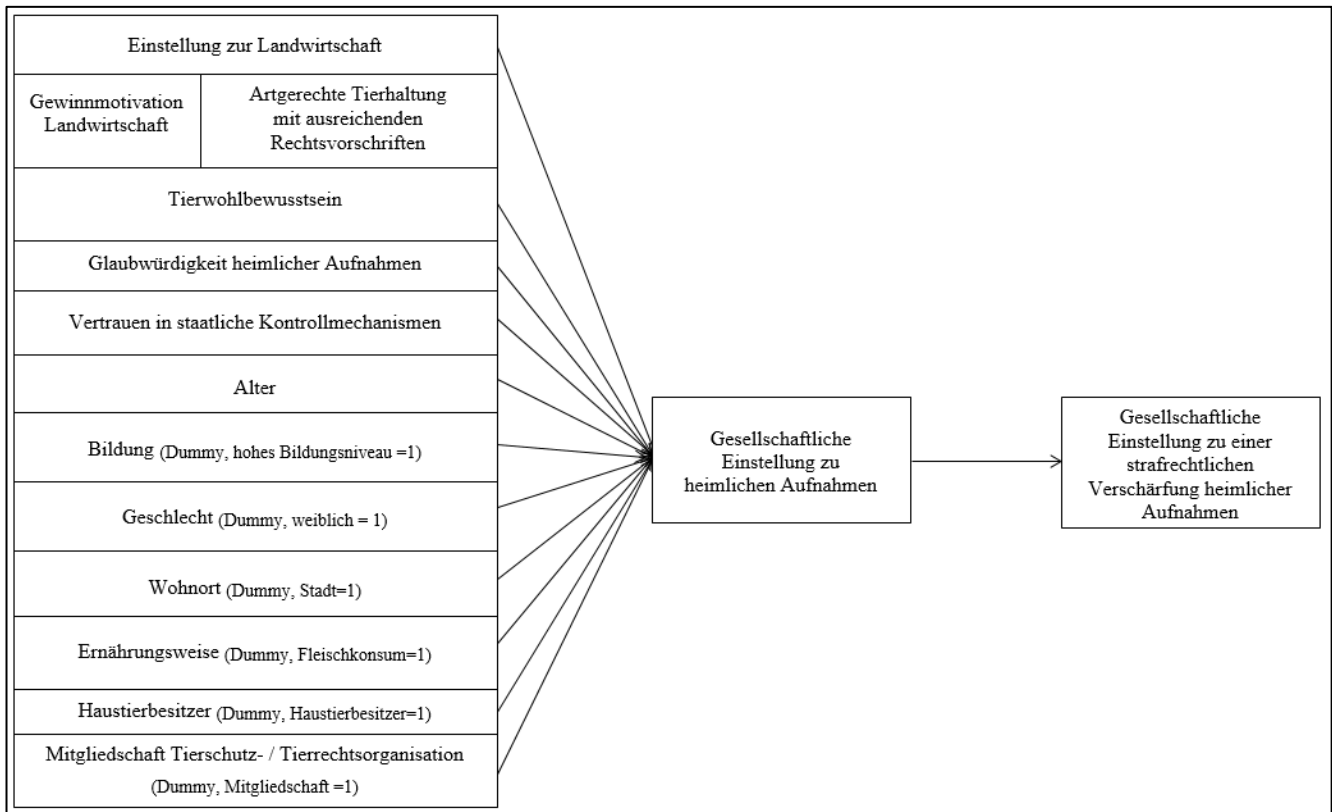 Einstellung zur Landwirtschaft
Gewinnmotivation
Landwirtschaft
Artgerechte Tierhaltung
mit ausreichenden
Rechtsvorschriften
Tierwohlbewusstsein
Glaubwürdigkeit heimlicher Aufnahmen
Vertrauen in staatliche Kontrollmechanismen
Alter
Bildung (Dummy, hohes Bildungsniveau =1)
Geschlecht (Dummy, weiblich = 1)
Wohnort (Dummy, Stadt=1)
Ernährungsweise (Dummy, Fleischkonsum=1)
Haustierbesitzer (Dummy, Haustierbesitzer=1)
Mitgliedschaft Tierschutz- / Tierrechtsorganisation
(Dummy, Mitgliedschaft =1)
Gesellschaftliche
Einstellung zu
heimlichen Aufnahmen
Gesellschaftliche
Einstellung zu einer
strafrechtlichen
Verschärfung heimlicher
Aufnahmen